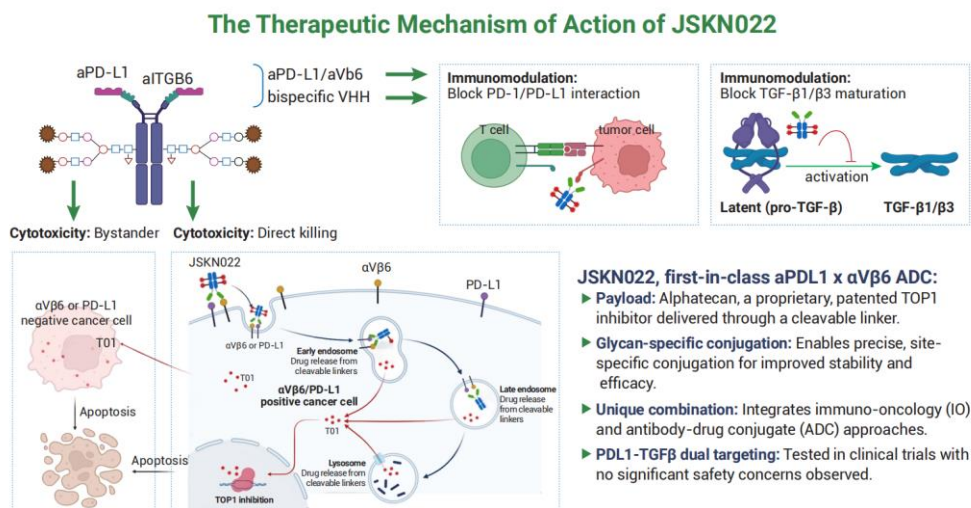 The Therapeutic Mechanism of Action of JSKN022
aPD-L1
aITGB6
aPD-L1/aVb6
bispecific VHH
Immunomodulation:
Block PD-1/PD-L1 interaction
T cell
tumor cell
Immunomodulation:
Block TGF-β1/β3 maturation
activation
Latent (pro-TGF-β)
TGF-β1/β3
Cytotoxicity: Bystander
Cytotoxicity: Direct killing
αVβ6 or PD-L1
negative cancer cell
T01
Apoptosis
Apoptosis
JSKN022
αVβ6
PD-L1
αVβ6 or PD-L1
Early endosome
Drug release from
cleavable linkers
T01
αVβ6/PD-L1
positive cancer cell
T01
Late endosome
Drug release
from cleavable
linkers
Lysosome
Drug release from
cleavable linkers
TOP1 inhibition
JSKN022, first-in-class aPDL1 x αVβ6 ADC:
Payload: Alphatecan, a proprietary, patented TOP1
inhibitor delivered through a cleavable linker.
Glycan-specific conjugation: Enables precise, site-
specific conjugation for improved stability and
efficacy.
Unique combination: Integrates immuno-oncology (IO)
and antibody-drug conjugate (ADC) approaches.
PDL1-TGFβ dual targeting: Tested in clinical trials with
no significant safety concerns observed.